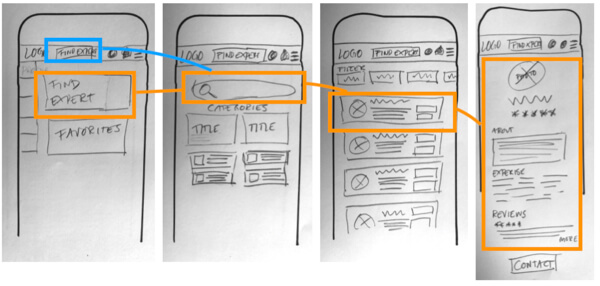 LOGO FIND EXPERT
FIND
EXPERT
FAVORITES
LOGO FIND EXPERT
CATEGORIES
TITLE TITLE
LOGO FIND EXPERT
FILTER
LOGO FIND EXPERT
PHOTO
ABOUT
EXPERISE
REVIEWS
MORE
CONTACT